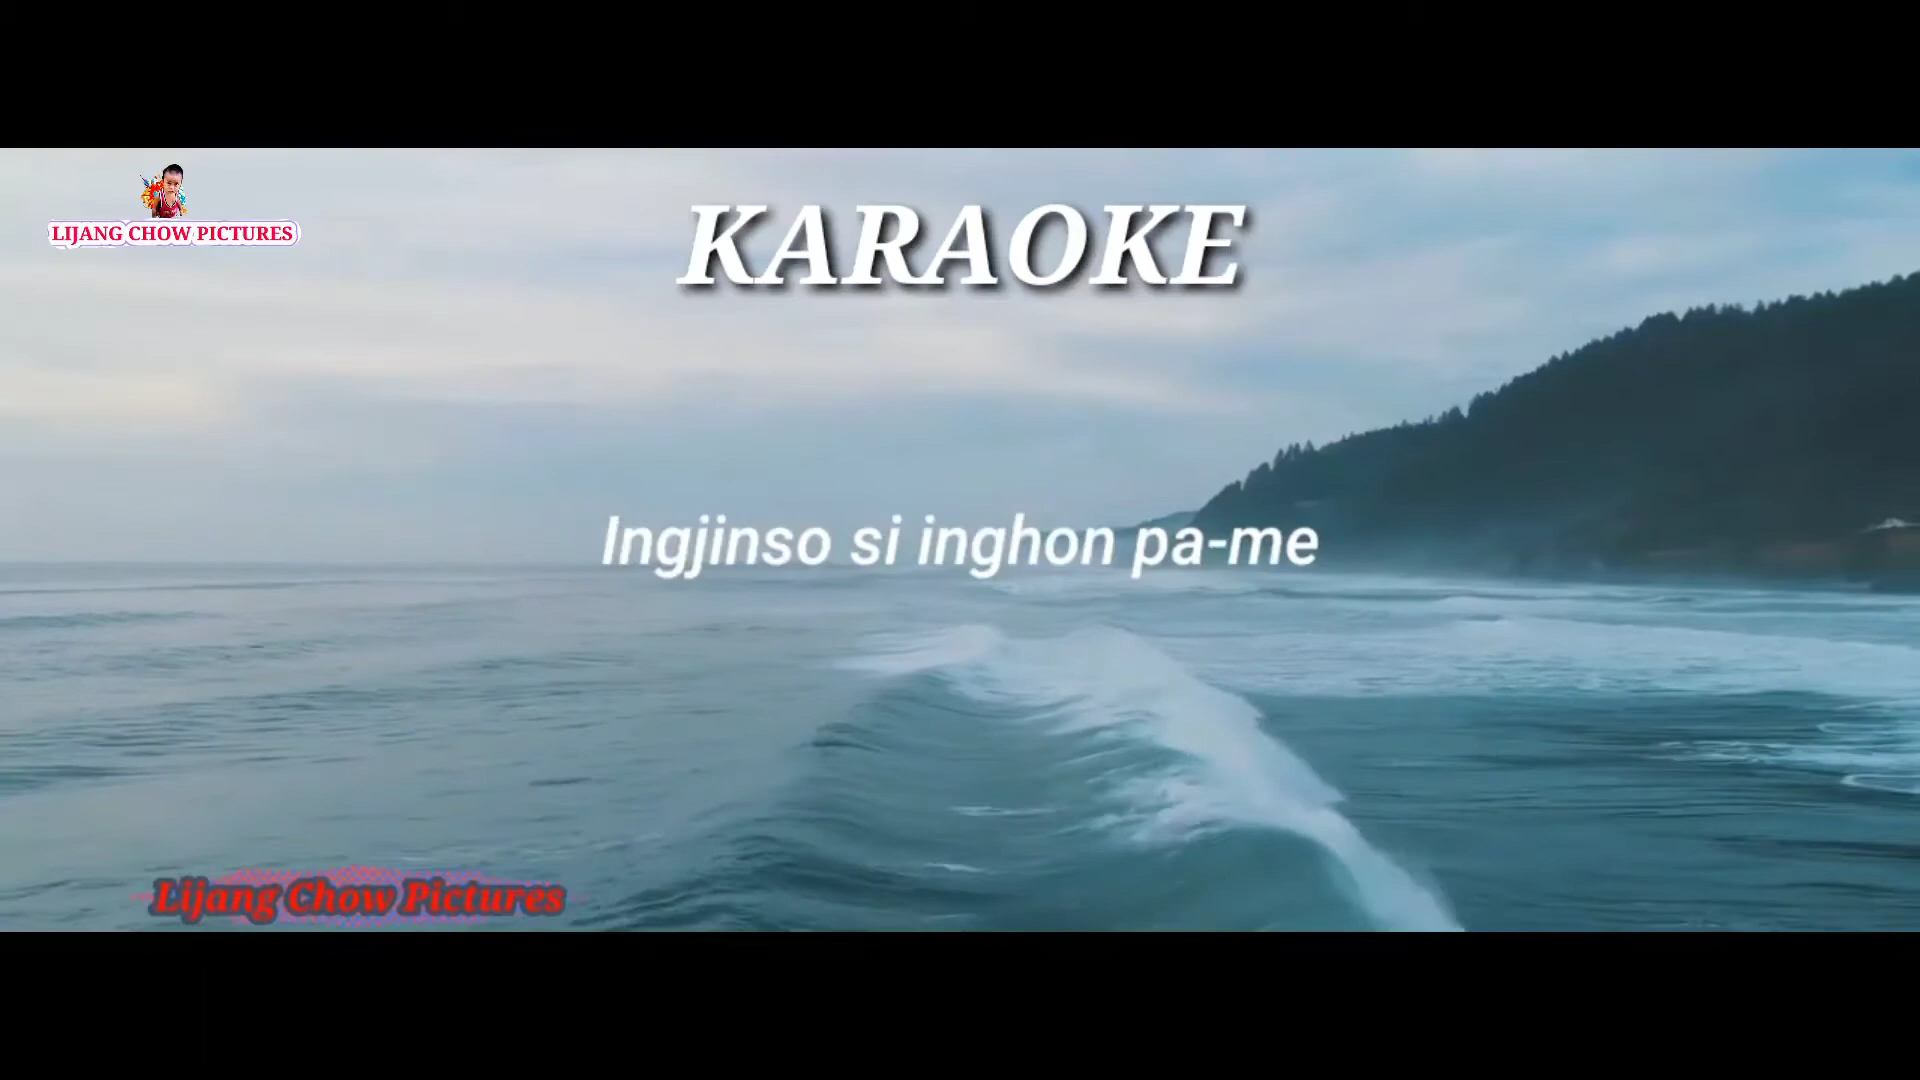 LIJANG CHOW PICTURES
KARAOKE
Ingjinso si inghon pa-me
Lijang Chow Pictures